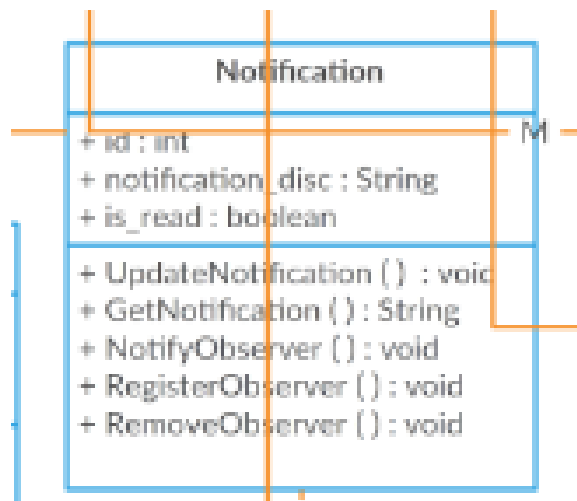 Notification
M
+ id : int
+ notification_disc : String
+ is_read : boolean
+ UpdateNotification ( ) : void
+ GetNotification ( ) : String
+ NotifyObserver ( ) : void
+ RegisterObserver ( ) : void
+ RemoveObserver ( ) : void